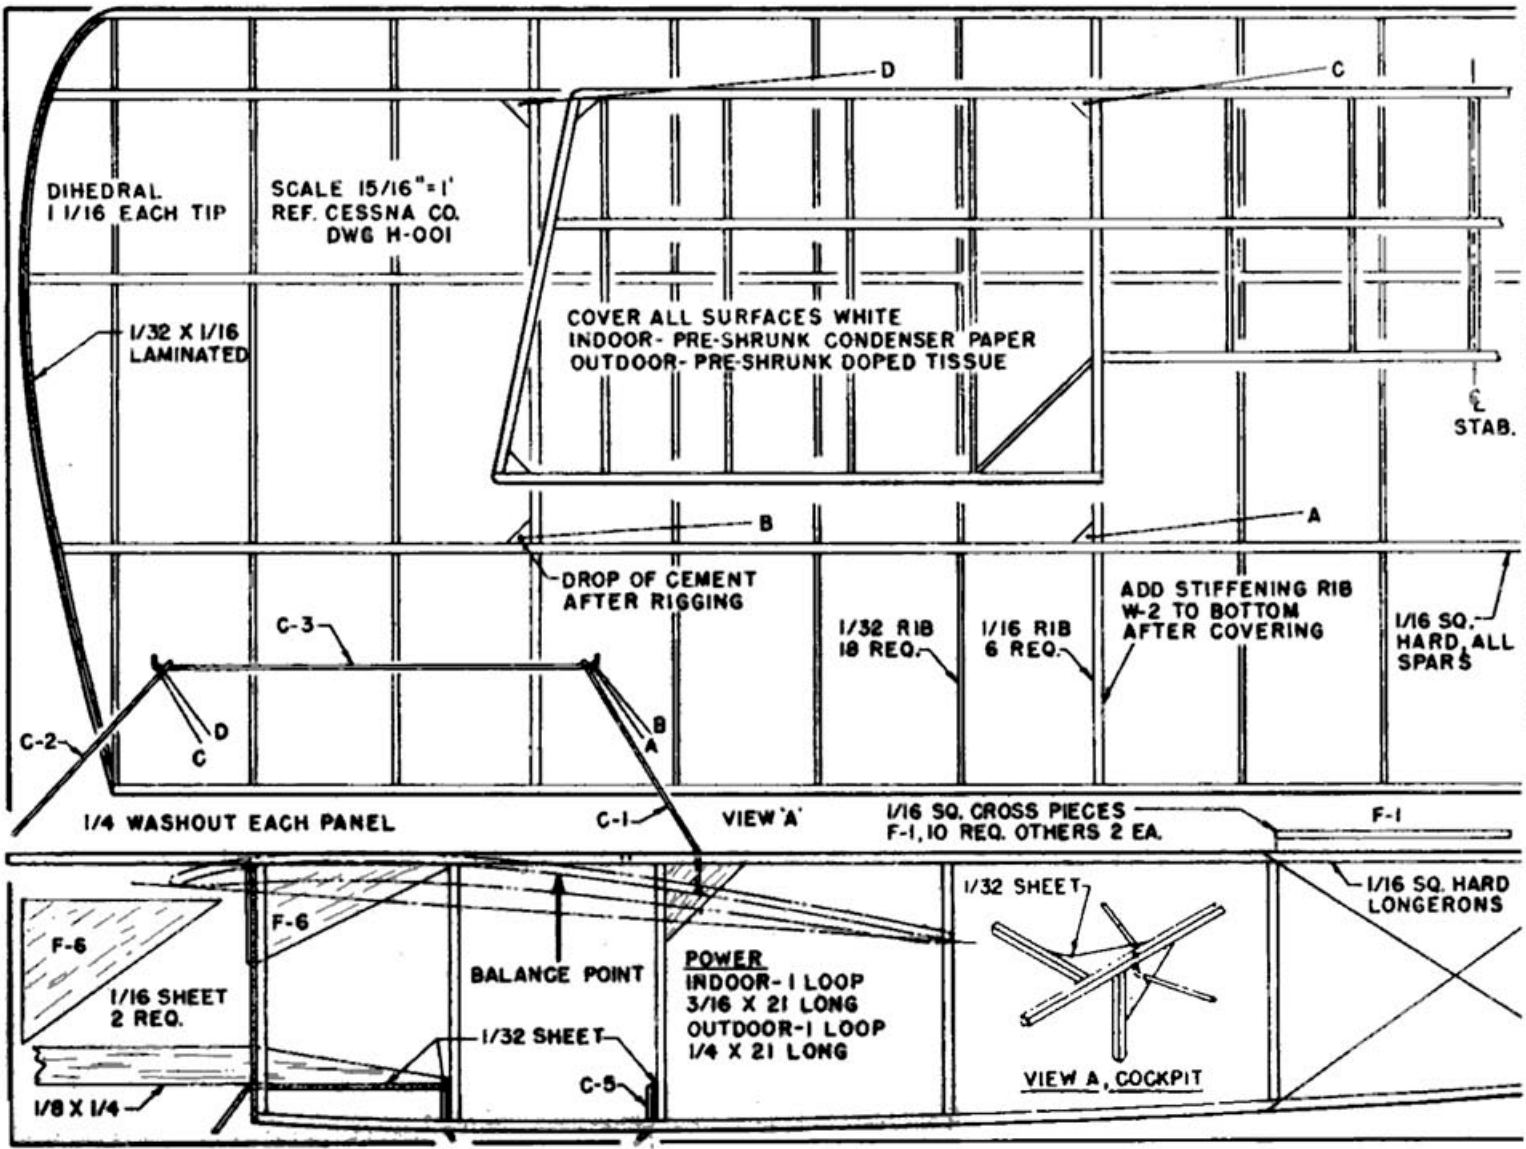 D
C
DIHEDRAL
1 1/16 EACH TIP
SCALE 15/16"=1'
REF. CESSNA CO.
DWG H-001
1/32 X 1/16
LAMINATED
COVER ALL SURFACES WHITE
INDOOR- PRE-SHRUNK CONDENSER PAPER
OUTDOOR- PRE-SHRUNK DOPED TISSUE
℄
STAB.
B
A
DROP OF CEMENT
AFTER RIGGING
ADD STIFFENING RIB
W-2 TO BOTTOM
AFTER COVERING
1/32 RIB
18 REQ.
1/16 RIB
6 REQ.
1/16 SQ.
HARD, ALL
SPARS
C-3
C-2
D
C
B
A
C-1
1/4 WASHOUT EACH PANEL
VIEW 'A'
1/16 SQ. CROSS PIECES
F-1, 10 REQ. OTHERS 2 EA.
F-1
F-6
F-6
1/16 SHEET
2 REQ.
BALANCE POINT
POWER
INDOOR-1 LOOP
3/16 X 21 LONG
OUTDOOR-1 LOOP
1/4 X 21 LONG
1/32 SHEET
1/16 SQ. HARD
LONGERONS
1/32 SHEET
C-5
1/8 X 1/4
VIEW A, COCKPIT